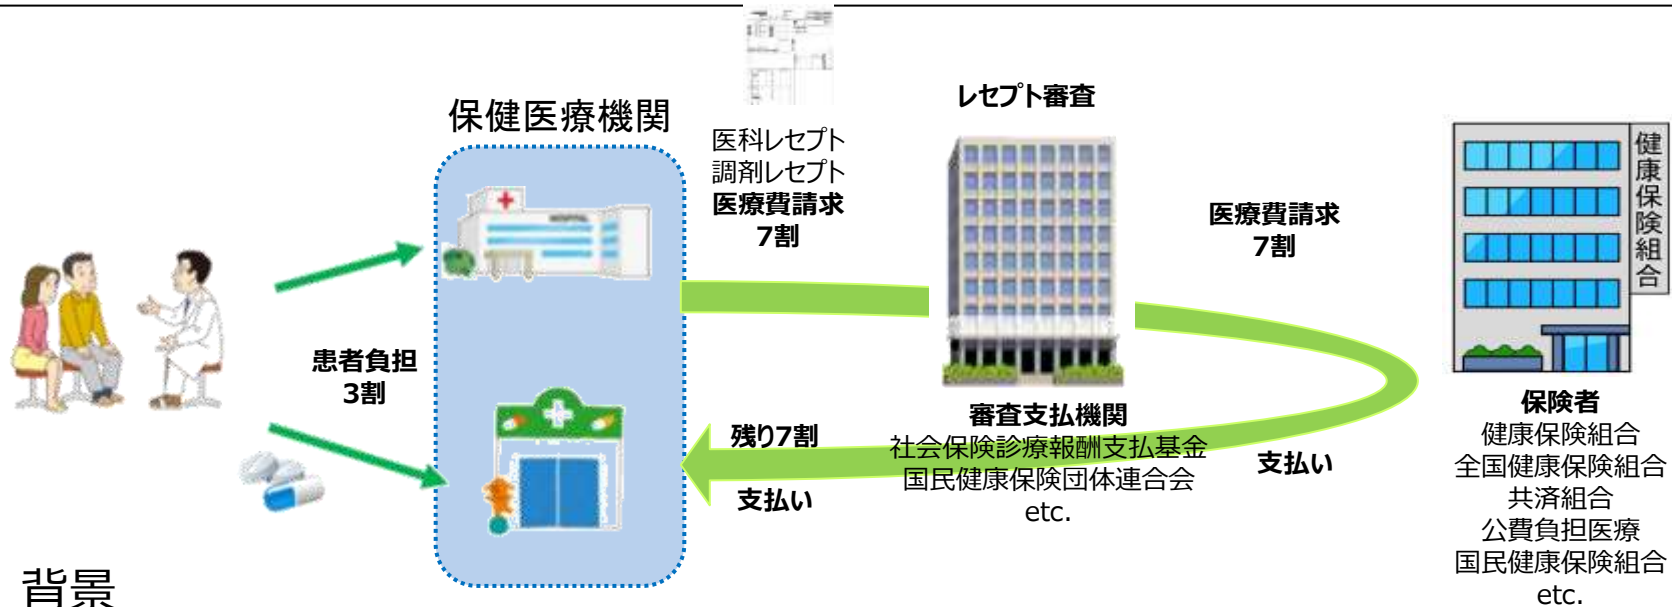 保健医療機関
医科レセプト
調剤レセプト
医療費請求
7割
レセプト審査
医療費請求
7割
健康保険組合
HOSPITAL
患者負担
3割
残り7割
支払い
審査支払機関
社会保険診療報酬支払基金
国民健康保険団体連合会
etc.
支払い
保険者
健康保険組合
全国健康保険組合
共済組合
公費負担医療
国民健康保険組合
etc.
背景